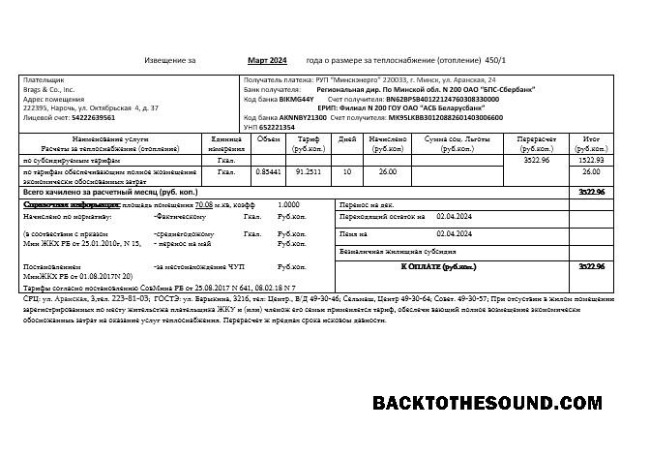 Извещение за Март 2024 года о размере за теплоснабжение (отопление) 450/1
Плательщик
Brags & Co., Inc.
Адрес помещения
222395, Нарочь, ул. Октябрьская 4, д. 37
Лицевой счет: 54222639561
Получатель платежа: РУП "Минскэнерго" 220033, г. Минск, ул. Аранская, 24
Банк получателя: Региональная дир. По Минской обл. N 200 ОАО "БПС-Сбербанк"
Код банка BIKMG44Y Счет получателя: BN62BPSB40122124760308330000
ЕРИП: Филиал N 200 ГОУ ОАО "АСБ Беларусбанк"
Код банка AKNNBY21300 Счет получателя: MK95LKBB30120882601403006600
УНП 652221354
Наименование услуги Единица Объем Тариф Дней Начислено Сумма соц. Льготы Перерасчет Итог
Расчеты за теплоснабжение (отопление) измерения (руб.коп.) (руб.коп) (руб.коп.) (руб.коп.) (руб.коп.)
по субсидируемым тарифам Гкал. 3522.96 1522.93
по тарифам обеспечивающим полное возмещение Гкал. 0.85441 91.2511 10 26.00 26.00
экономически обоснованных затрат
Всего хачилено за расчетный месяц (руб. коп.) 3522.96
Справочная информация: площадь помещения 70.08 м.кв, коэфф 1.0000
Начислено по нормативу: -Фактическому Гкал. Руб.коп.
(в соответсвии с приказом -среднегодожому Гкал. Руб.коп.
Мин ЖКХ РБ от 25.01.2010г, N 15, - перенос на май Руб.коп.
Постановлением -за местонахождение ЧУП Руб.коп.
МинЖКХ РБ от 01.08.2017N 20)
Тарифы согласно постановлению СовМина РБ от 25.08.2017 N 641, 08.02.18 N 7
Перенос на дек.
Переходящий остаток на 02.04.2024
Пеня на 02.04.2024
Безналичная жилищная субсидия
К ОПЛАТЕ (руб.коп.) 3522.96
СРЦ: ул. Аранская, 3,тел. 223-81-03; ГОСТЭ: ул. Барыкина, 3216, тел: Центр., В/Д 49-30-46; Сельмаш, Центр 49-30-64; Совет. 49-30-57; При отсуствии в жилом помещении
зарегистрированных по месту жительства плательщика ЖКУ и (или) членов его семьи применяется тариф, обеспечи вающий полное возмещение экономически
обоснованных затрат на оказание услуг теплоснабжения. Перерасчет ж предная срока исковом давности.
BACKTOTHESOUND.COM